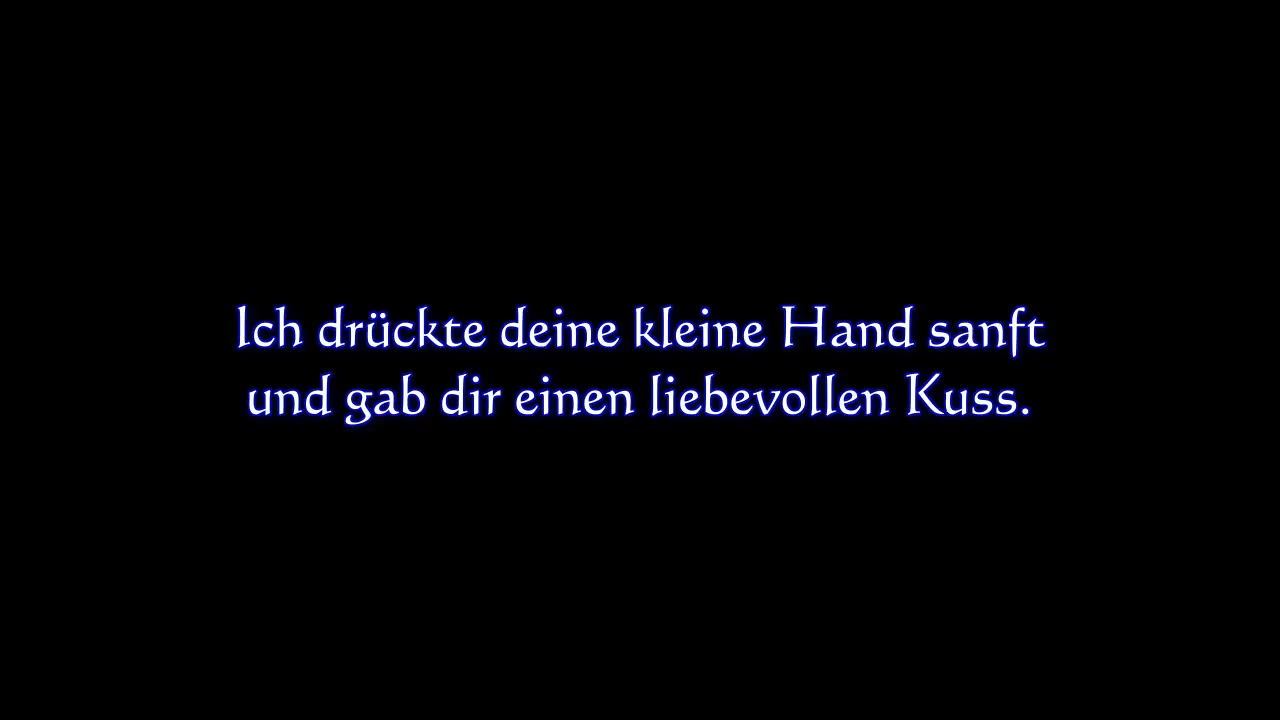 Ich drückte deine kleine Hand sanft
und gab dir einen liebevollen Kuss.